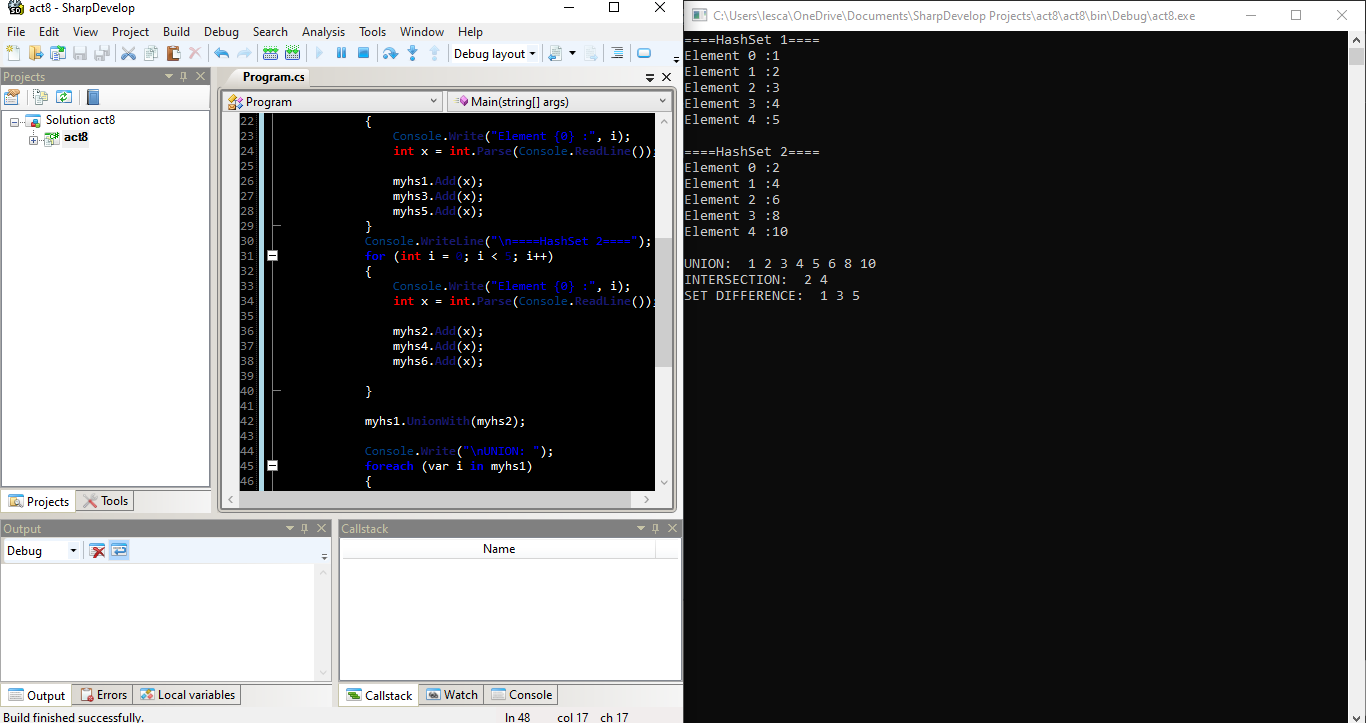 act8 - SharpDevelop
File Edit View Project Build Debug Search Analysis Tools Window Help
Debug layout
Projects
Solution act8
act8
Projects Tools
Program.cs
Program Main(string[] args)
22 {
23 Console.Write("Element {0} :", i);
24 int x = int.Parse(Console.ReadLine());
25
26 myhs1.Add(x);
27 myhs3.Add(x);
28 myhs5.Add(x);
29 }
30 Console.WriteLine("\n====HashSet 2====");
31 for (int i = 0; i < 5; i++)
32 {
33 Console.Write("Element {0} :", i);
34 int x = int.Parse(Console.ReadLine());
35
36 myhs2.Add(x);
37 myhs4.Add(x);
38 myhs6.Add(x);
39
40 }
41
42 myhs1.UnionWith(myhs2);
43
44 Console.Write("\nUNION: ");
45 foreach (var i in myhs1)
46 {
Output
Debug
Callstack
Name
Output Errors Local variables
Callstack Watch Console
Build finished successfully. ln 48 col 17 ch 17
C:\Users\lesca\OneDrive\Documents\SharpDevelop Projects\act8\act8\bin\Debug\act8.exe
====HashSet 1====
Element 0 :1
Element 1 :2
Element 2 :3
Element 3 :4
Element 4 :5
====HashSet 2====
Element 0 :2
Element 1 :4
Element 2 :6
Element 3 :8
Element 4 :10
UNION:  1 2 3 4 5 6 8 10
INTERSECTION:  2 4
SET DIFFERENCE:  1 3 5